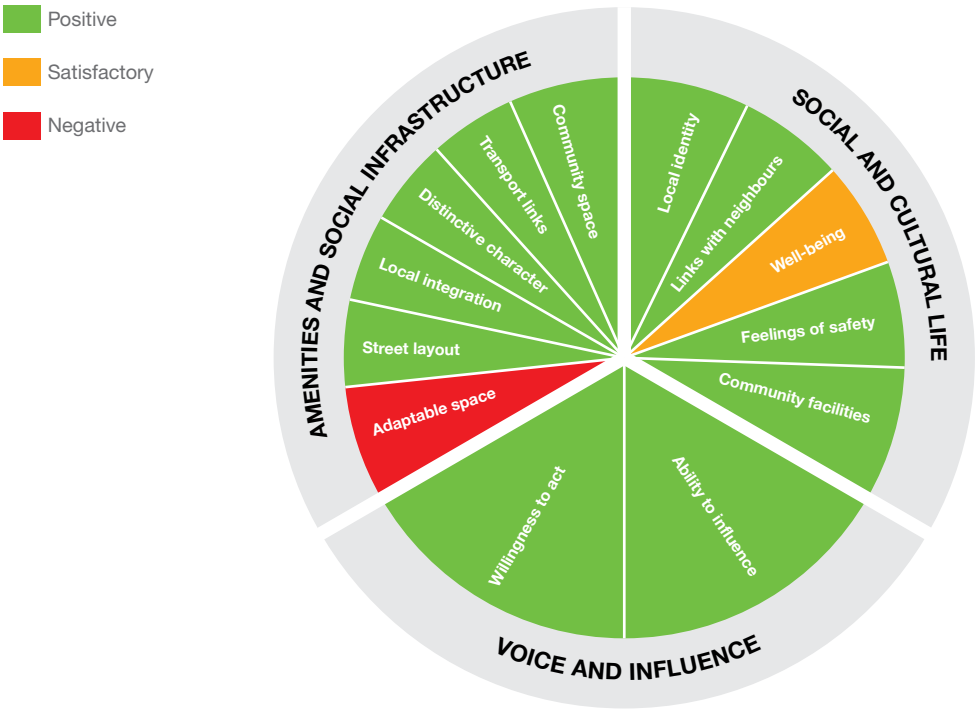 Positive
Satisfactory
Negative
AMENITIES AND SOCIAL INFRASTRUCTURE
SOCIAL AND CULTURAL LIFE
VOICE AND INFLUENCE
Community space
Transport links
Distinctive character
Local integration
Street layout
Adaptable space
Local identity
Links with neighbours
Well-being
Feelings of safety
Community facilities
Willingness to act
Ability to influence